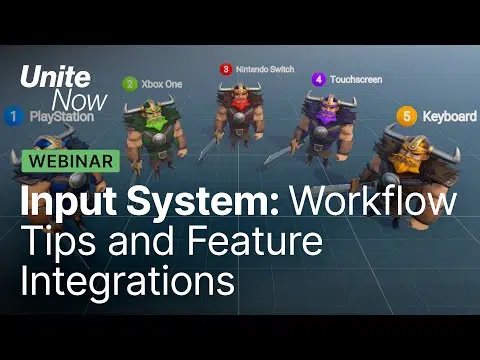 Unite
Now
1 PlayStation
2 Xbox One
3 Nintendo Switch
4 Touchscreen
5 Keyboard
WEBINAR
Input System: Workflow
Tips and Feature
Integrations